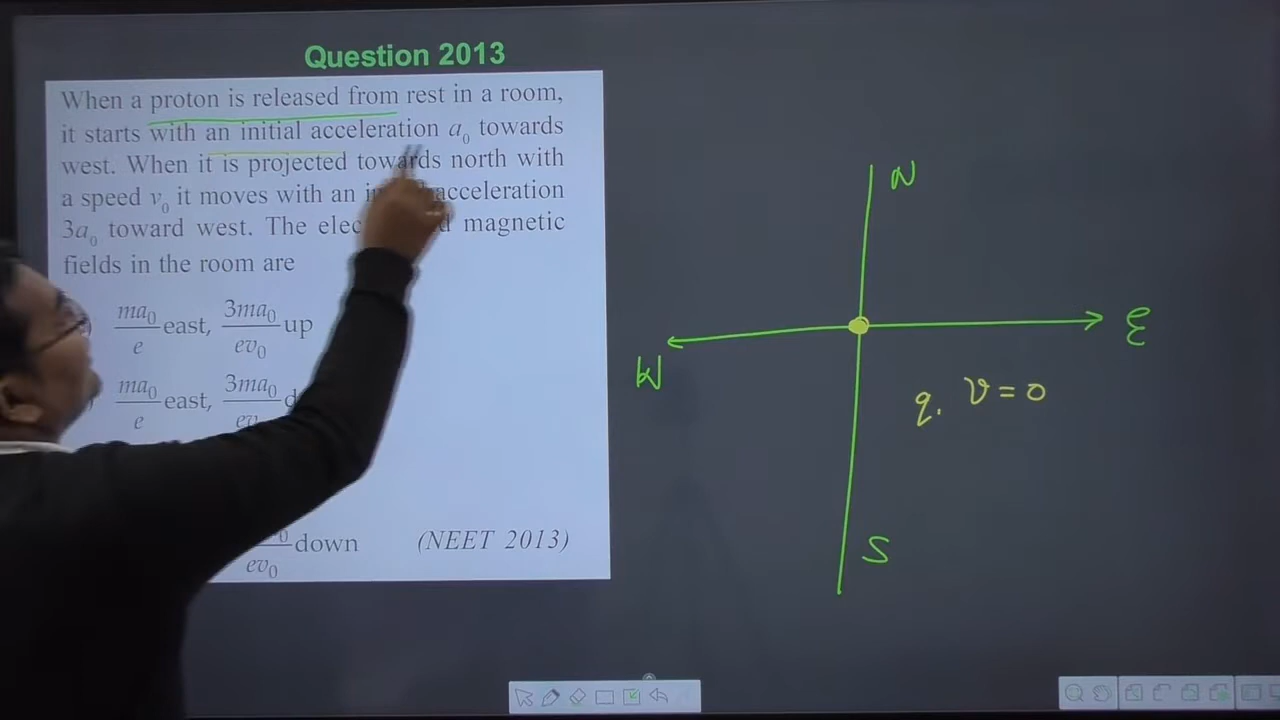 Question 2013
When a proton is released from rest in a room,
it starts with an initial acceleration a₀ towards
west. When it is projected towards north with
a speed v₀ it moves with an acceleration
3a₀ toward west. The magnetic
fields in the room are
ma₀/e east, 3ma₀/ev₀ up
ma₀/e east, 3ma₀/
down
ev₀
(NEET 2013)
N
W
E
q. v = 0
S